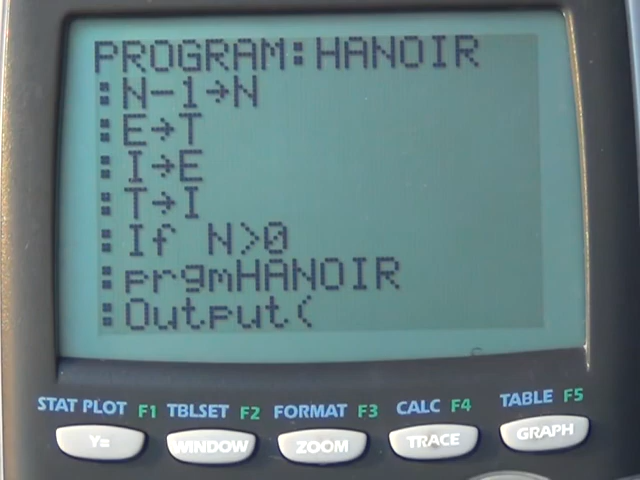 PROGRAM:HANOIR
:N-1→N
:E→T
:I→E
:T→I
:If N>0
:prgmHANOIR
:Output(
STAT PLOT F1 TBLSET F2 FORMAT F3 CALC F4 TABLE F5
Y= WINDOW ZOOM TRACE GRAPH